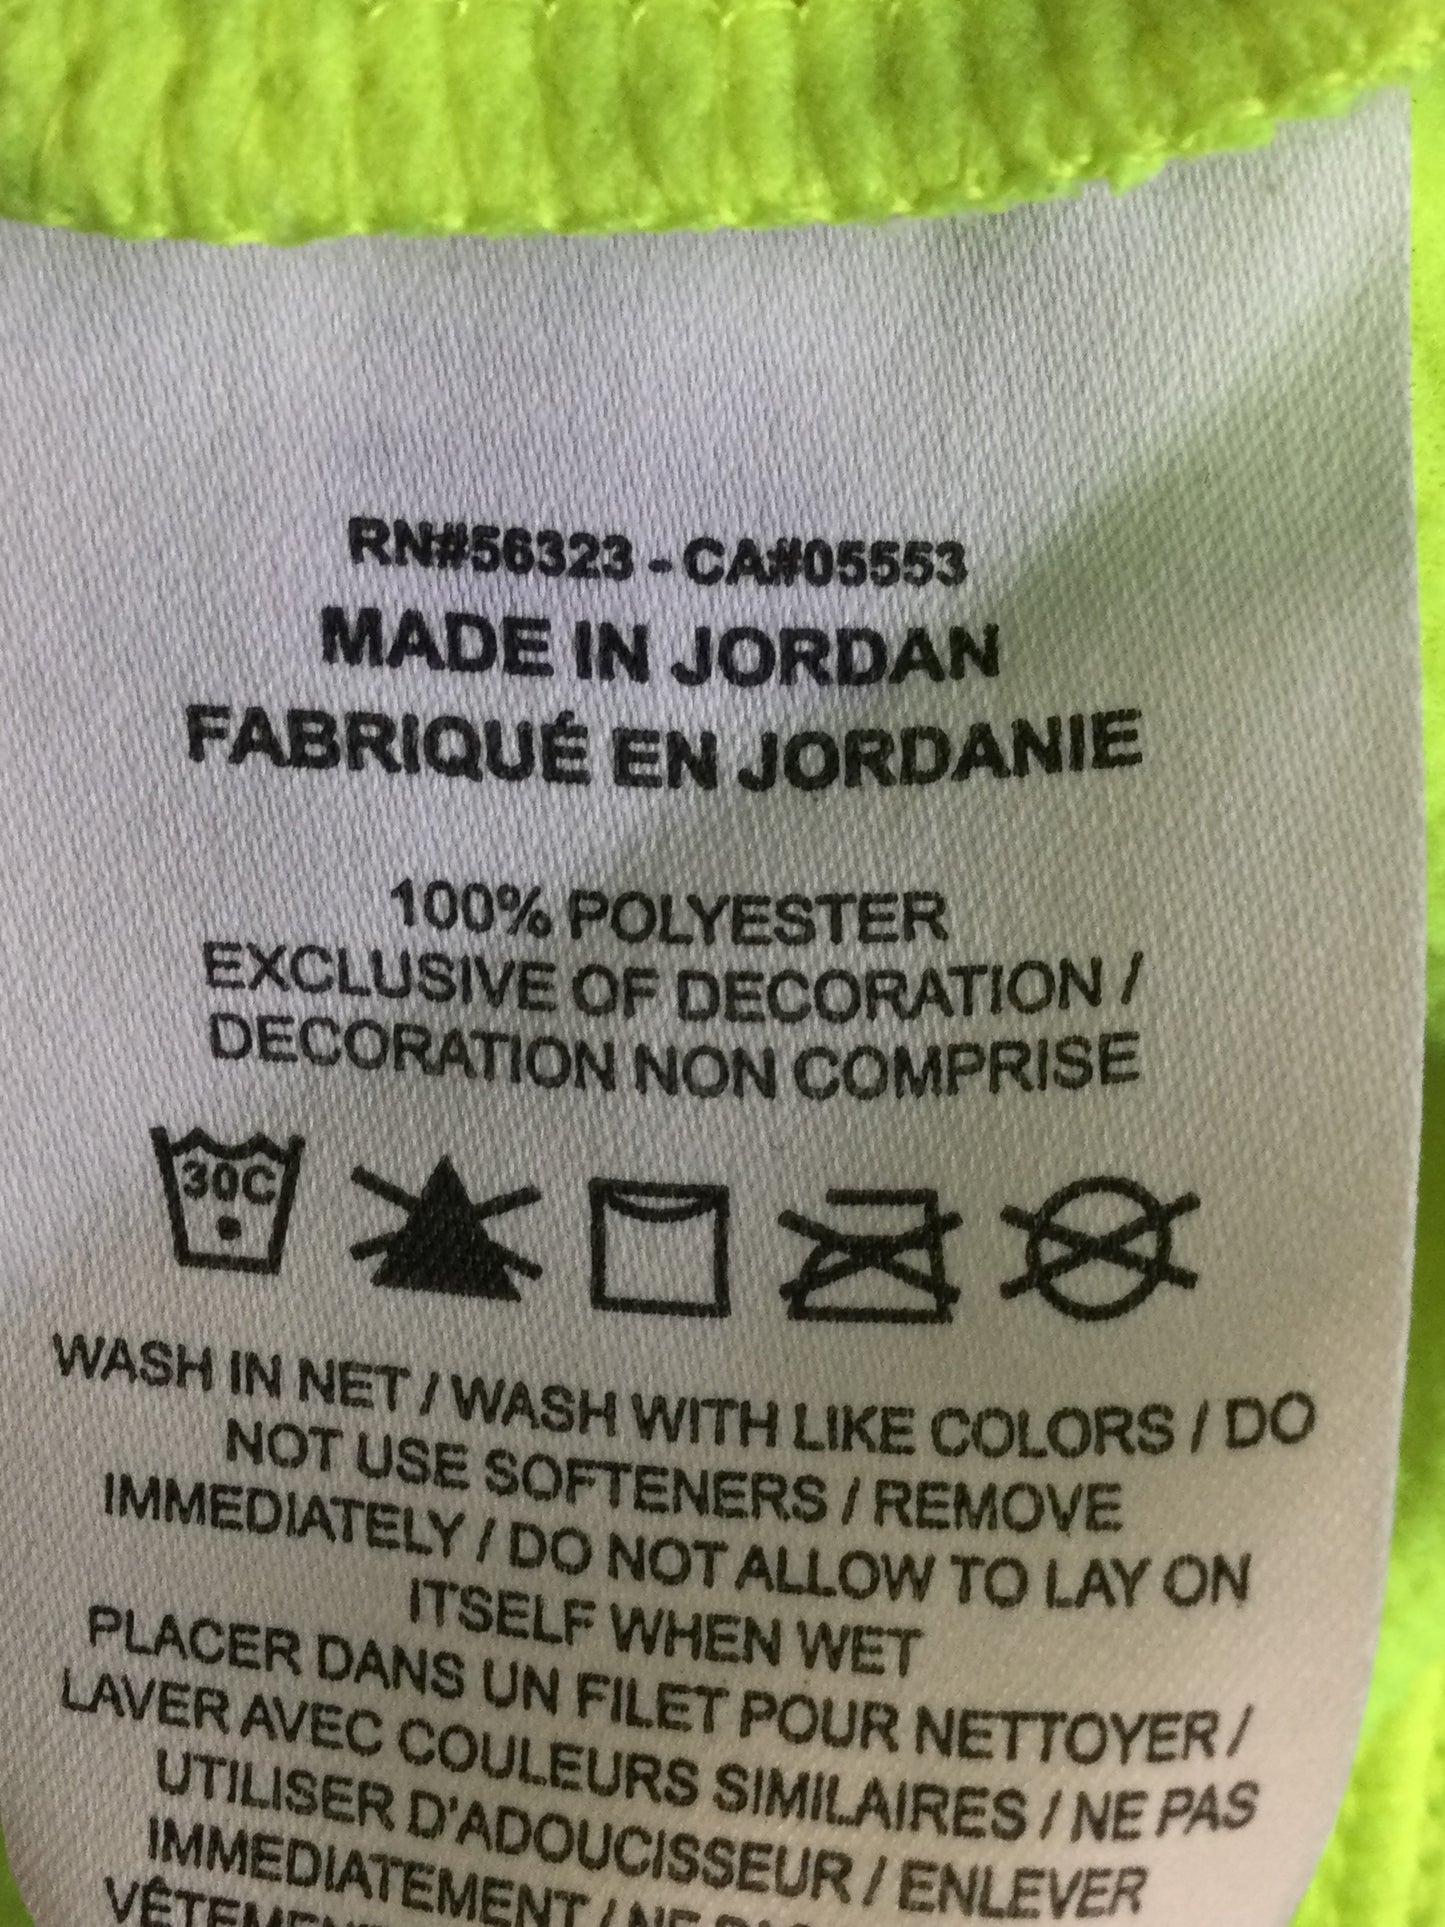 RN#56323 - CA#05553
MADE IN JORDAN
FABRIQUÉ EN JORDANIE
100% POLYESTER
EXCLUSIVE OF DECORATION /
DECORATION NON COMPRISE
30C
WASH IN NET / WASH WITH LIKE COLORS / DO
NOT USE SOFTENERS / REMOVE
IMMEDIATELY / DO NOT ALLOW TO LAY ON
ITSELF WHEN WET
PLACER DANS UN FILET POUR NETTOYER /
LAVER AVEC COULEURS SIMILAIRES / NE PAS
UTILISER D'ADOUCISSEUR / ENLEVER
IMMEDIATEMENT / NE